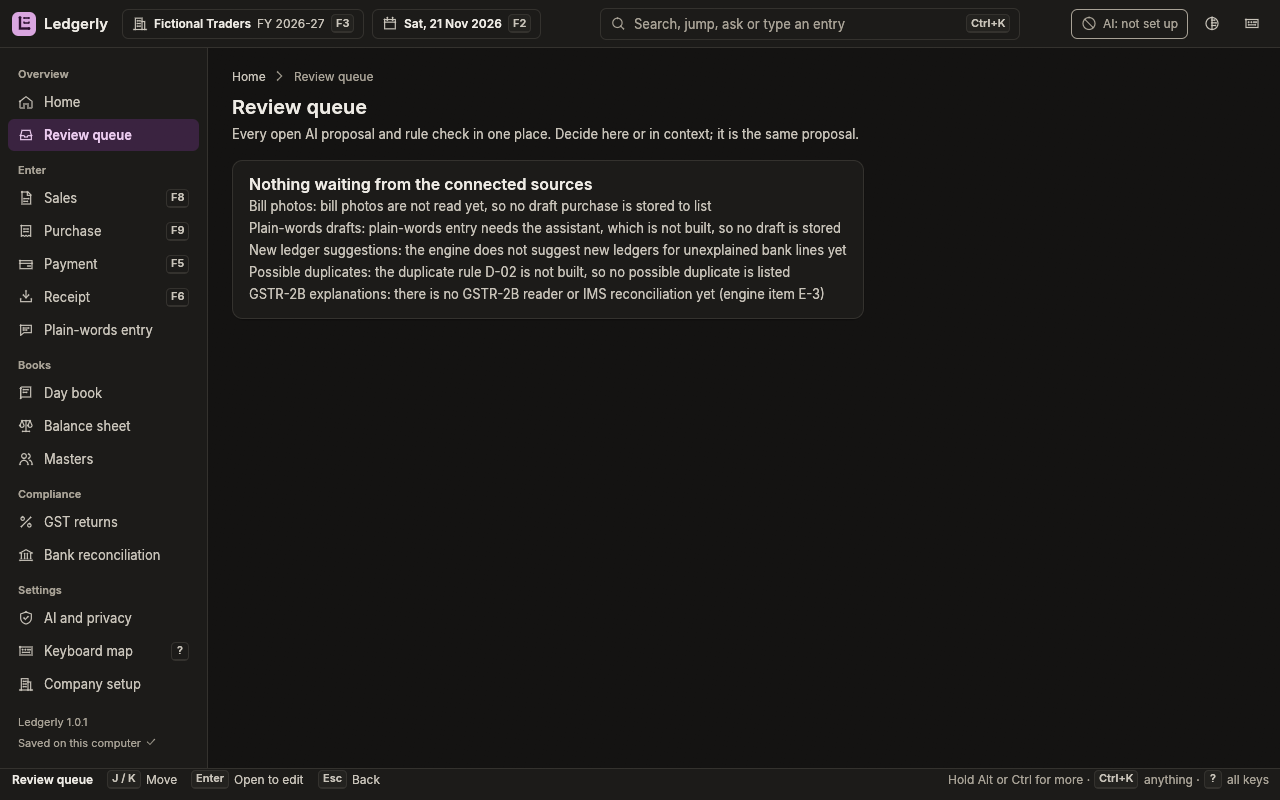 Ledgerly
Fictional Traders FY 2026-27 F3
Sat, 21 Nov 2026 F2
Search, jump, ask or type an entry Ctrl+K
AI: not set up
Overview
Home
Review queue
Enter
Sales F8
Purchase F9
Payment F5
Receipt F6
Plain-words entry
Books
Day book
Balance sheet
Masters
Compliance
GST returns
Bank reconciliation
Settings
AI and privacy
Keyboard map ?
Company setup
Ledgerly 1.0.1
Saved on this computer
Home > Review queue
Review queue
Every open AI proposal and rule check in one place. Decide here or in context; it is the same proposal.
Nothing waiting from the connected sources
Bill photos: bill photos are not read yet, so no draft purchase is stored to list
Plain-words drafts: plain-words entry needs the assistant, which is not built, so no draft is stored
New ledger suggestions: the engine does not suggest new ledgers for unexplained bank lines yet
Possible duplicates: the duplicate rule D-02 is not built, so no possible duplicate is listed
GSTR-2B explanations: there is no GSTR-2B reader or IMS reconciliation yet (engine item E-3)
Review queue J / K Move Enter Open to edit Esc Back
Hold Alt or Ctrl for more · Ctrl+K anything · ? all keys